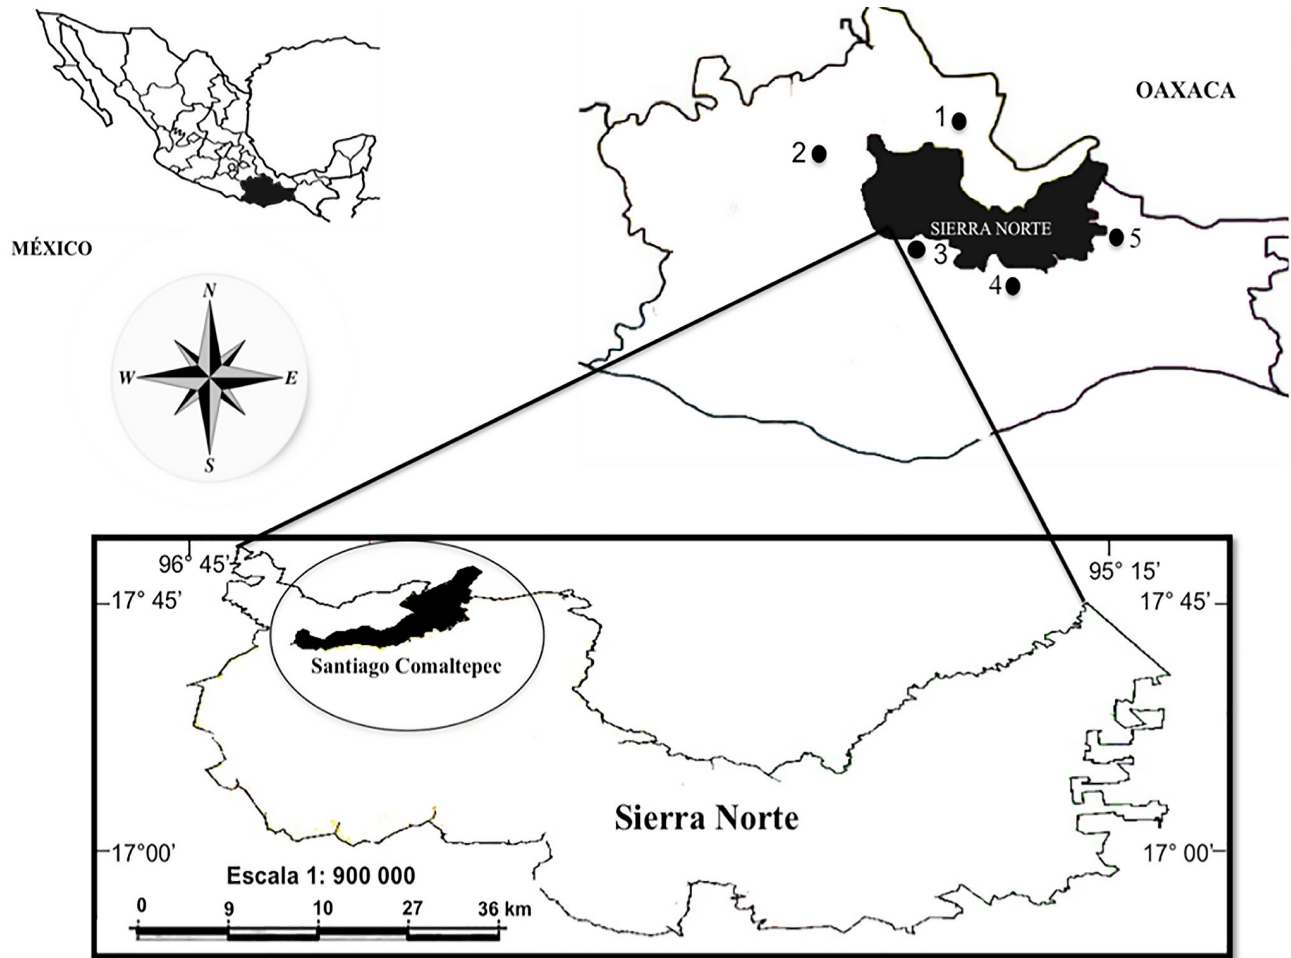 OAXACA
1
2
SIERRA NORTE
5
3
4
MÉXICO
N
W
E
S
96° 45'
95° 15'
17° 45'
17° 45'
Santiago Comaltepec
Sierra Norte
17°00'
17° 00'
Escala 1: 900 000
0 9 10 27 36 km